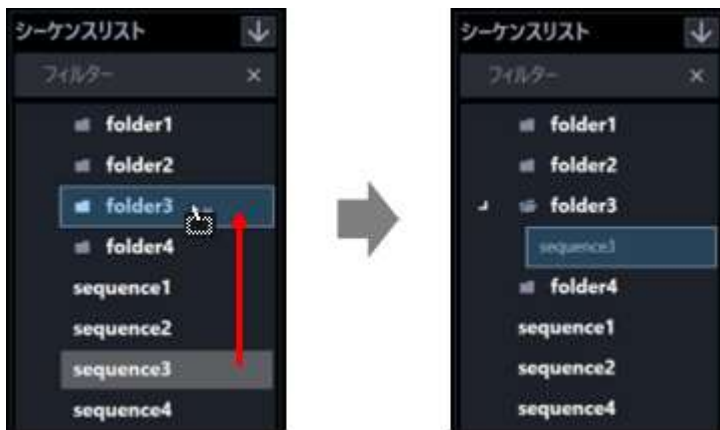 シーケンスリスト
フィルター
folder1
folder2
folder3
folder4
sequence1
sequence2
sequence3
sequence4
シーケンスリスト
フィルター
folder1
folder2
folder3
sequence3
folder4
sequence1
sequence2
sequence4